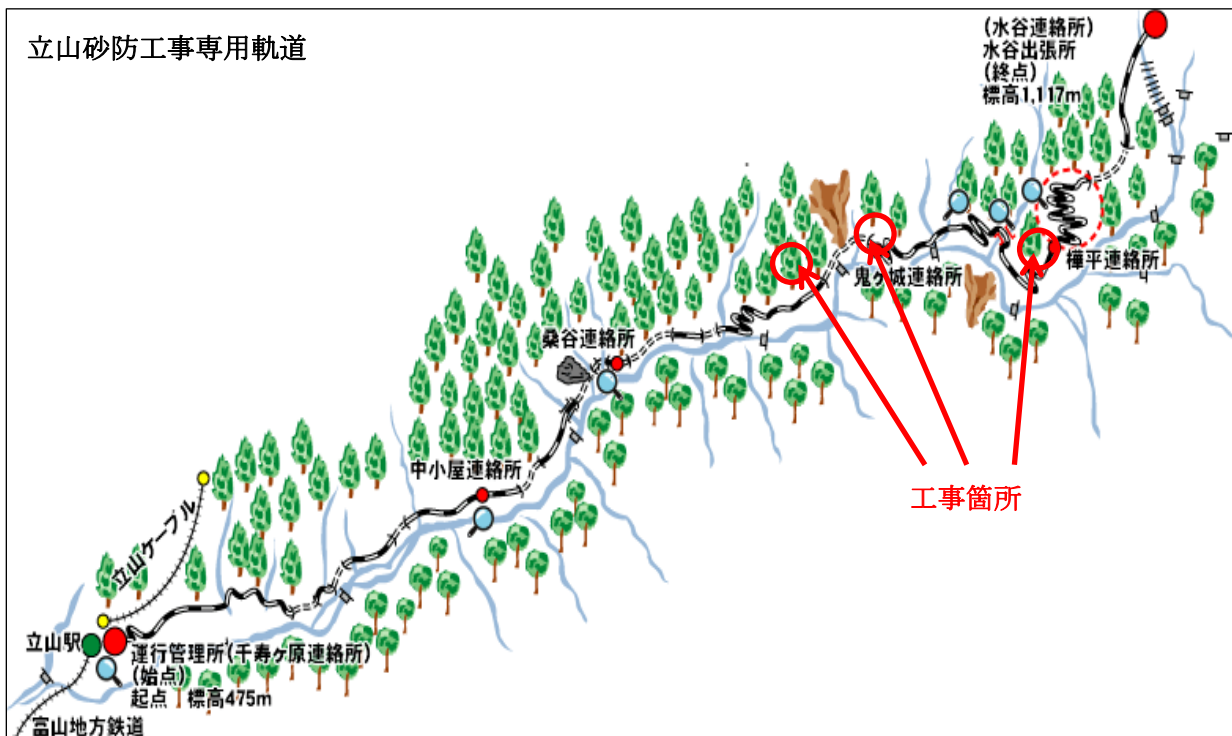 立山砂防工事専用軌道
(水谷連絡所)
水谷出張所
(終点)
標高1,117m
樺平連絡所
鬼ヶ城連絡所
桑谷連絡所
中小屋連絡所
工事箇所
立山ケーブル
立山駅
運行管理所(千寿ヶ原連絡所)
(始点)
起点 標高475m
富山地方鉄道